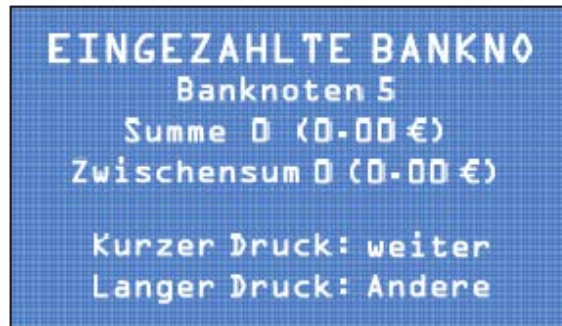 EINGEZAHLTE BANKNO
Banknoten 5
Summe 0 (0.00 €)
Zwischensum 0 (0.00 €)
Kurzer Druck: weiter
Langer Druck: Andere